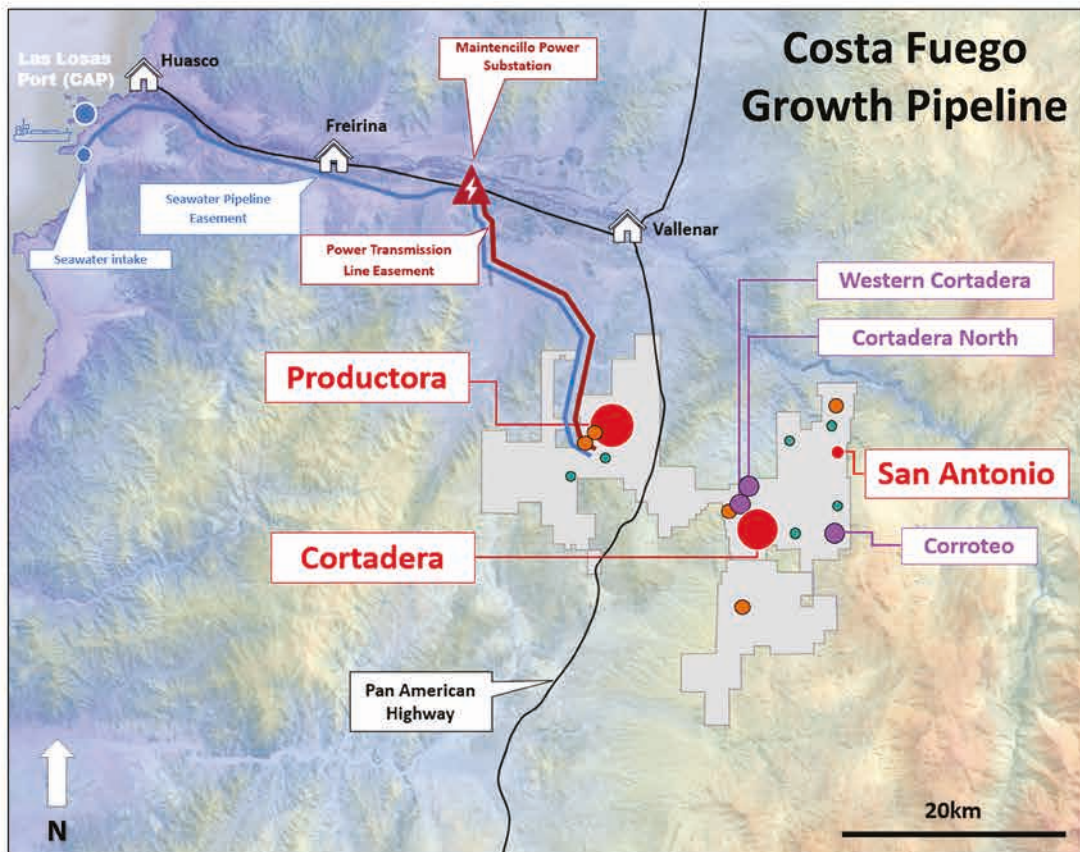 Costa Fuego
Growth Pipeline
Las Losas
Port (CAP)
Huasco
Maintencillo Power
Substation
Freirina
Seawater Pipeline
Easement
Seawater intake
Power Transmission
Line Easement
Vallenar
Western Cortadera
Cortadera North
Productora
San Antonio
Cortadera
Corroteo
Pan American
Highway
N
20km